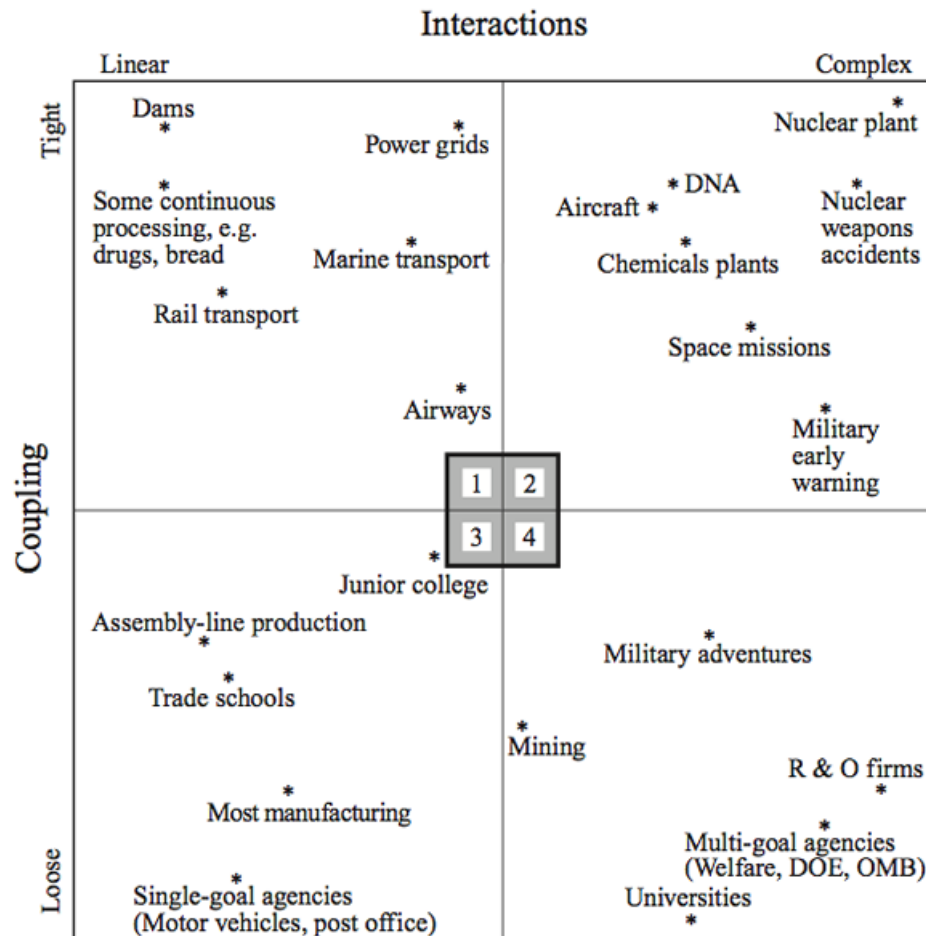 Interactions
Linear
Complex
Tight
Dams
*
Power grids
*
Nuclear plant
*
Some continuous
processing, e.g.
drugs, bread
*
Marine transport
*
* DNA
Aircraft *
Chemicals plants
*
Nuclear
weapons
accidents
*
Rail transport
*
Space missions
*
Airways
*
Military
early
warning
*
Coupling
1
2
3
4
Junior college
*
Assembly-line production
*
Military adventures
*
Trade schools
*
Mining
*
R & O firms
*
Most manufacturing
*
Multi-goal agencies
(Welfare, DOE, OMB)
*
Loose
Single-goal agencies
(Motor vehicles, post office)
*
Universities
*